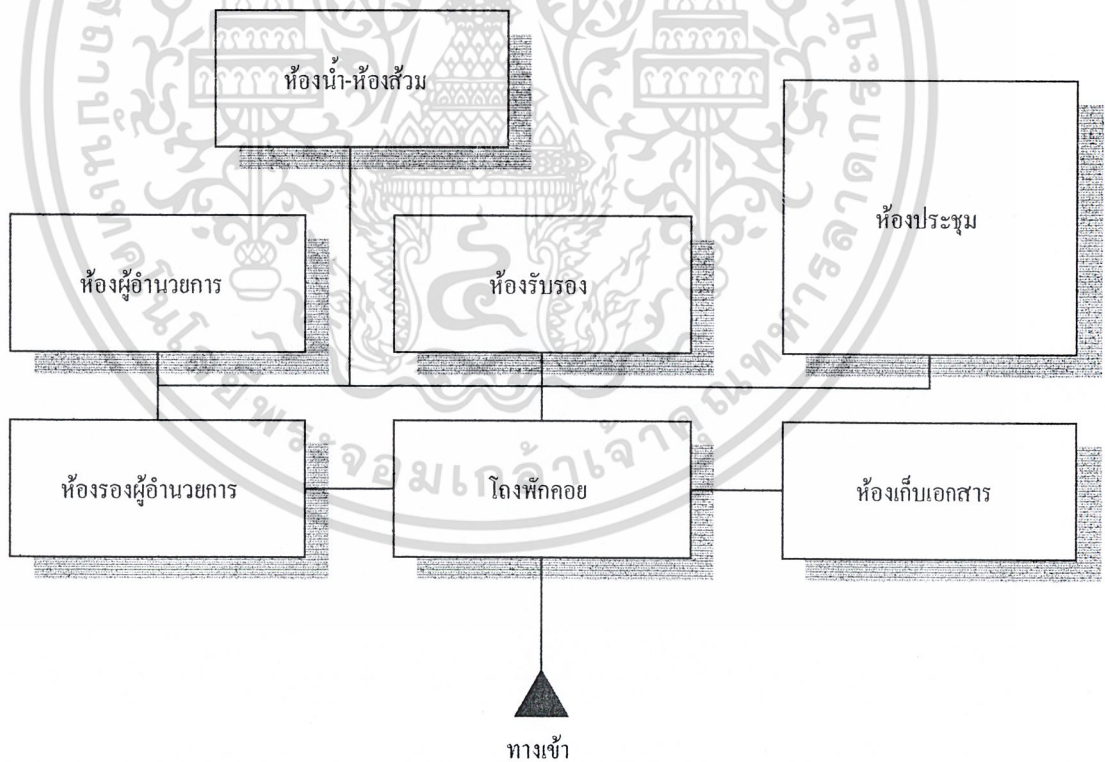 ห้องน้ำ-ห้องส้วม
ห้องประชุม
ห้องผู้อำนวยการ
ห้องรับรอง
ห้องรองผู้อำนวยการ
โถงพักคอย
ห้องเก็บเอกสาร
ทางเข้า